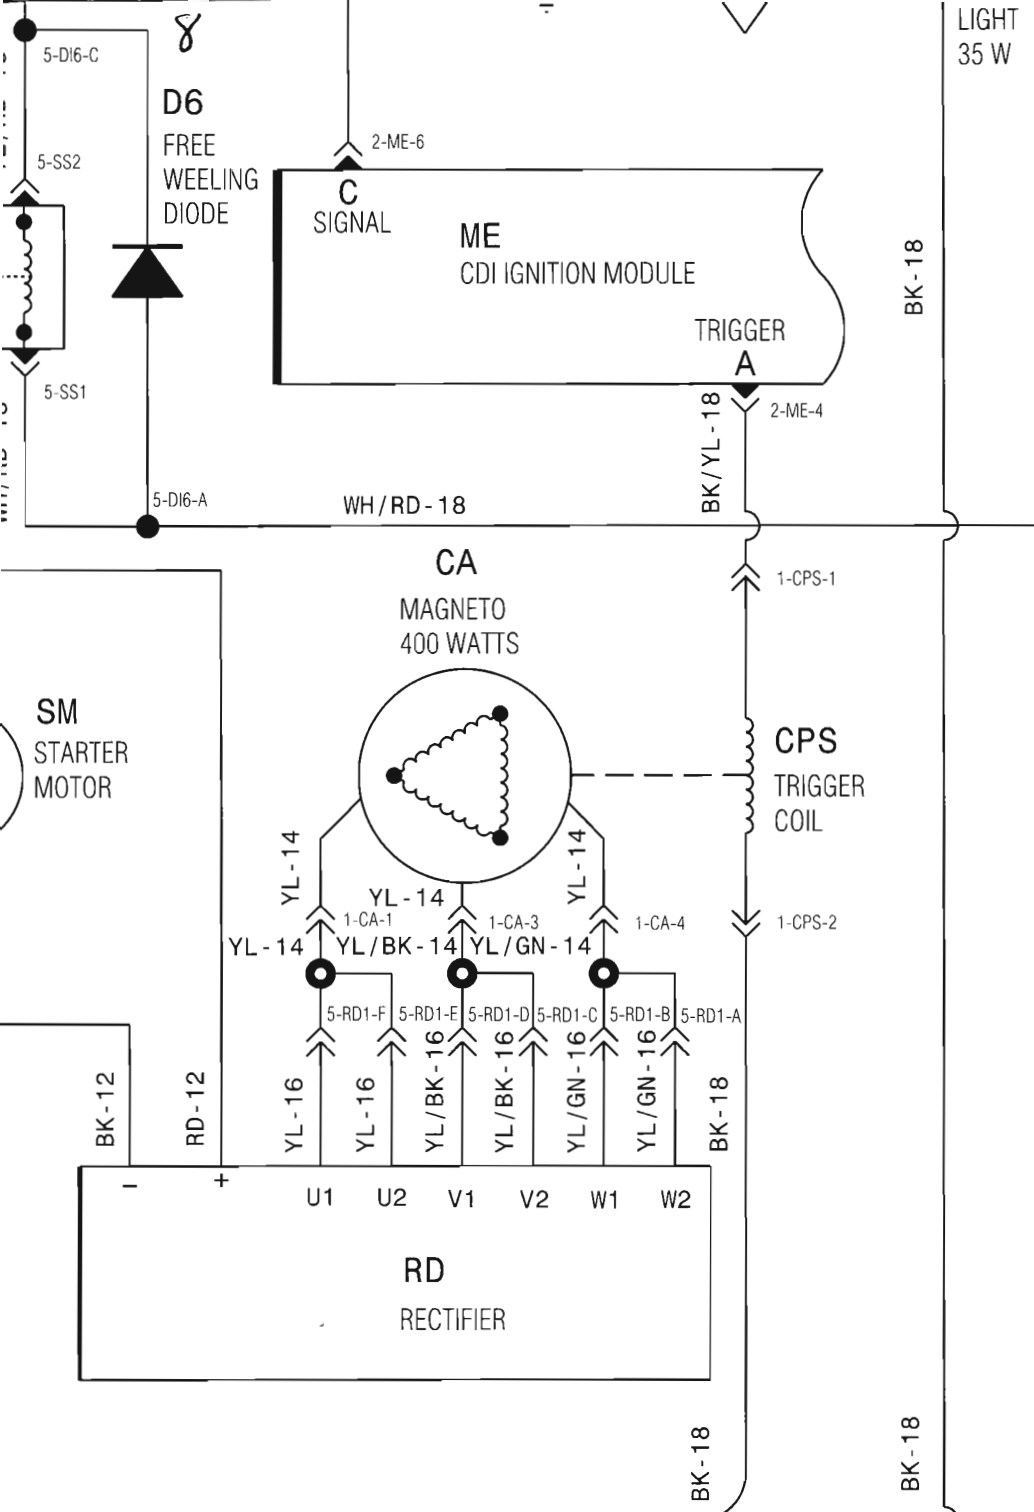 8
LIGHT
35 W
5-DI6-C
D6
FREE
WEELING
DIODE
5-SS2
2-ME-6
C
SIGNAL
ME
CDI IGNITION MODULE
TRIGGER
A
BK-18
5-SS1
2-ME-4
BK/YL-18
5-DI6-A
WH/RD-18
CA
MAGNETO
400 WATTS
1-CPS-1
SM
STARTER
MOTOR
CPS
TRIGGER
COIL
YL-14
YL-14
YL-14
1-CA-1
1-CA-3
1-CA-4
1-CPS-2
YL-14
YL/BK-14
YL/GN-14
5-RD1-F
5-RD1-E
5-RD1-D
5-RD1-C
5-RD1-B
5-RD1-A
BK-12
RD-12
YL-16
YL-16
YL/BK-16
YL/BK-16
YL/GN-16
YL/GN-16
BK-18
−
+
U1
U2
V1
V2
W1
W2
RD
RECTIFIER
BK-18
BK-18